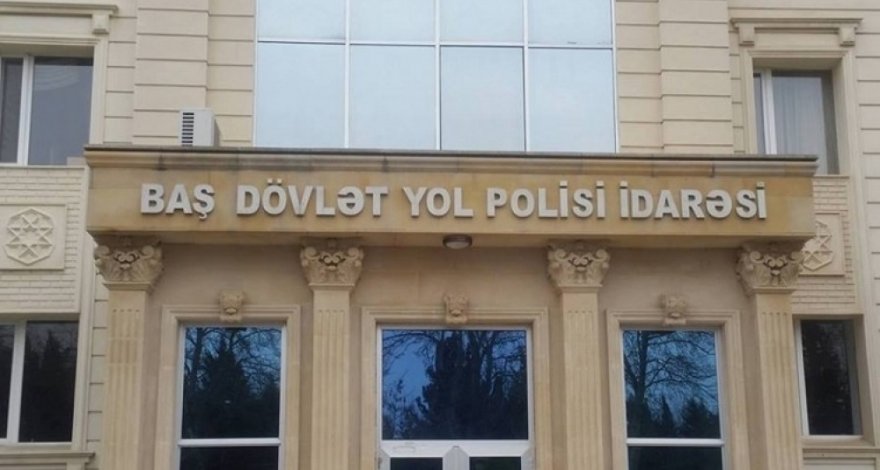 BAŞ DÖVLƏT YOL POLİSİ İDARƏSİ